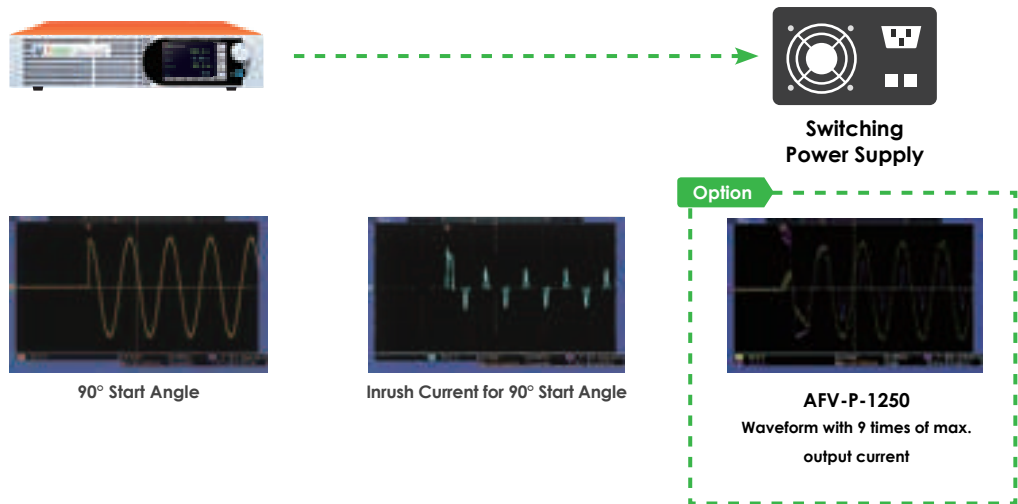 Switching
Power Supply
Option
90° Start Angle
Inrush Current for 90° Start Angle
AFV-P-1250
Waveform with 9 times of max.
output current